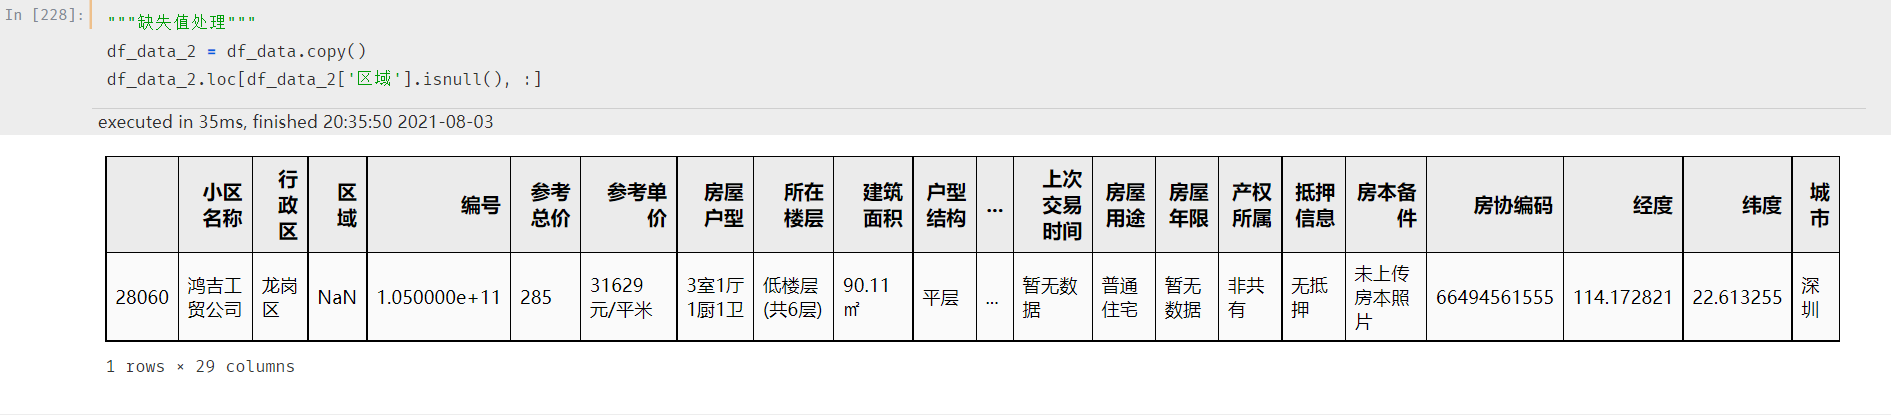 In [228]:
"""缺失值处理"""
df_data_2 = df_data.copy()
df_data_2.loc[df_data_2['区域'].isnull(), :]
executed in 35ms, finished 20:35:50 2021-08-03
小区名称 行政区 区域 编号 参考总价 参考单价 房屋户型 所在楼层 建筑面积 户型结构 ... 上次交易时间 房屋用途 房屋年限 产权所属 抵押信息 房本备件 房协编码 经度 纬度 城市
28060 鸿吉工贸公司 龙岗区 NaN 1.050000e+11 285 31629元/平米 3室1厅1厨1卫 低楼层(共6层) 90.11㎡ 平层 ... 暂无数据 普通住宅 暂无数据 非共有 无抵押 未上传房本照片 66494561555 114.172821 22.613255 深圳
1 rows × 29 columns